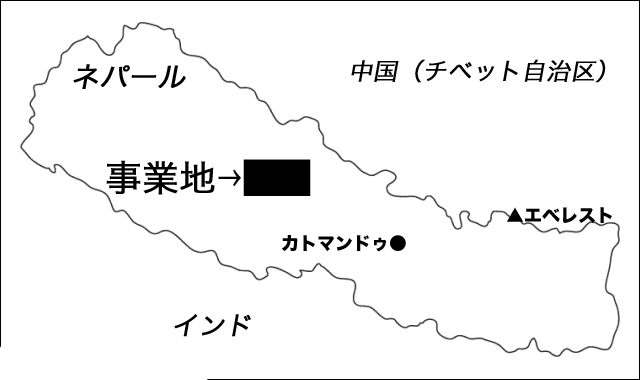 ネパール
中国（チベット自治区）
事業地→
▲エベレスト
カトマンドゥ●
インド